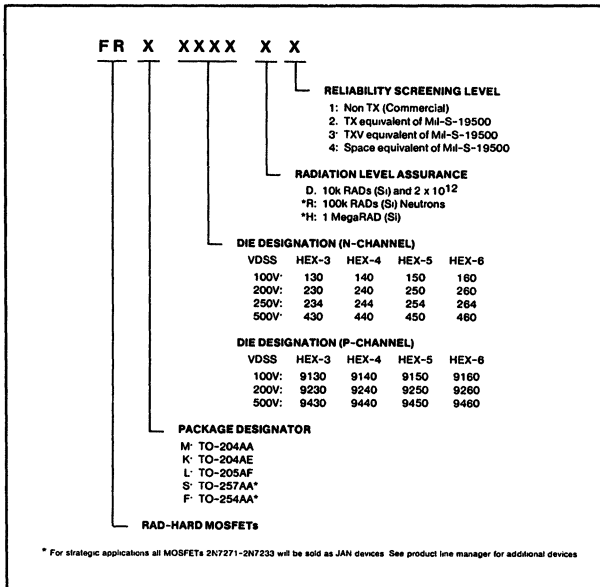 FR X XXXX X X
RELIABILITY SCREENING LEVEL
1: Non TX (Commercial)
2. TX equivalent of Mil-S-19500
3· TXV equivalent of Mil-S-19500
4: Space equivalent of Mil-S-19500
RADIATION LEVEL ASSURANCE
D. 10k RADs (Si) and 2 x 10¹²
*R: 100k RADs (Si) Neutrons
*H: 1 MegaRAD (Si)
DIE DESIGNATION (N-CHANNEL)
VDSS HEX-3 HEX-4 HEX-5 HEX-6
100V· 130 140 150 160
200V: 230 240 250 260
250V: 234 244 254 264
500V· 430 440 450 460
DIE DESIGNATION (P-CHANNEL)
VDSS HEX-3 HEX-4 HEX-5 HEX-6
100V: 9130 9140 9150 9160
200V: 9230 9240 9250 9260
500V: 9430 9440 9450 9460
PACKAGE DESIGNATOR
M· TO-204AA
K· TO-204AE
L· TO-205AF
S· TO-257AA*
F· TO-254AA*
RAD-HARD MOSFETs
* For strategic applications all MOSFETs 2N7271-2N7233 will be sold as JAN devices See product line manager for additional devices